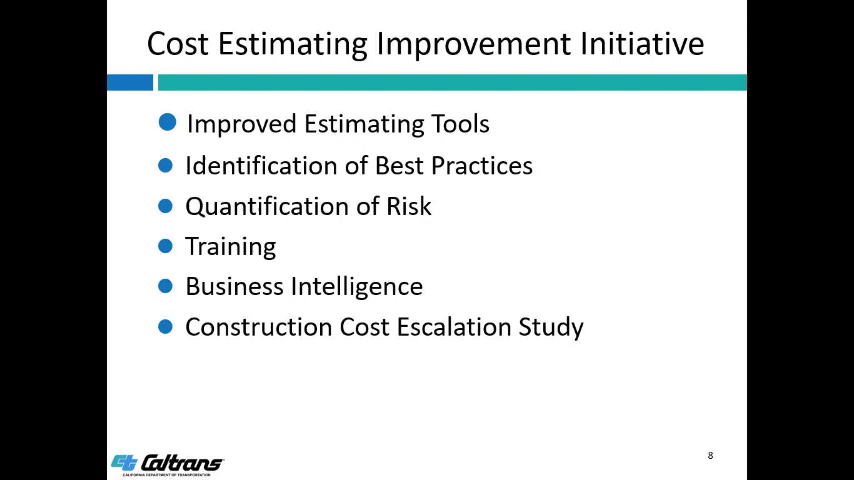 Cost Estimating Improvement Initiative
Improved Estimating Tools
Identification of Best Practices
Quantification of Risk
Training
Business Intelligence
Construction Cost Escalation Study
ct Caltrans
CALIFORNIA DEPARTMENT OF TRANSPORTATION
8